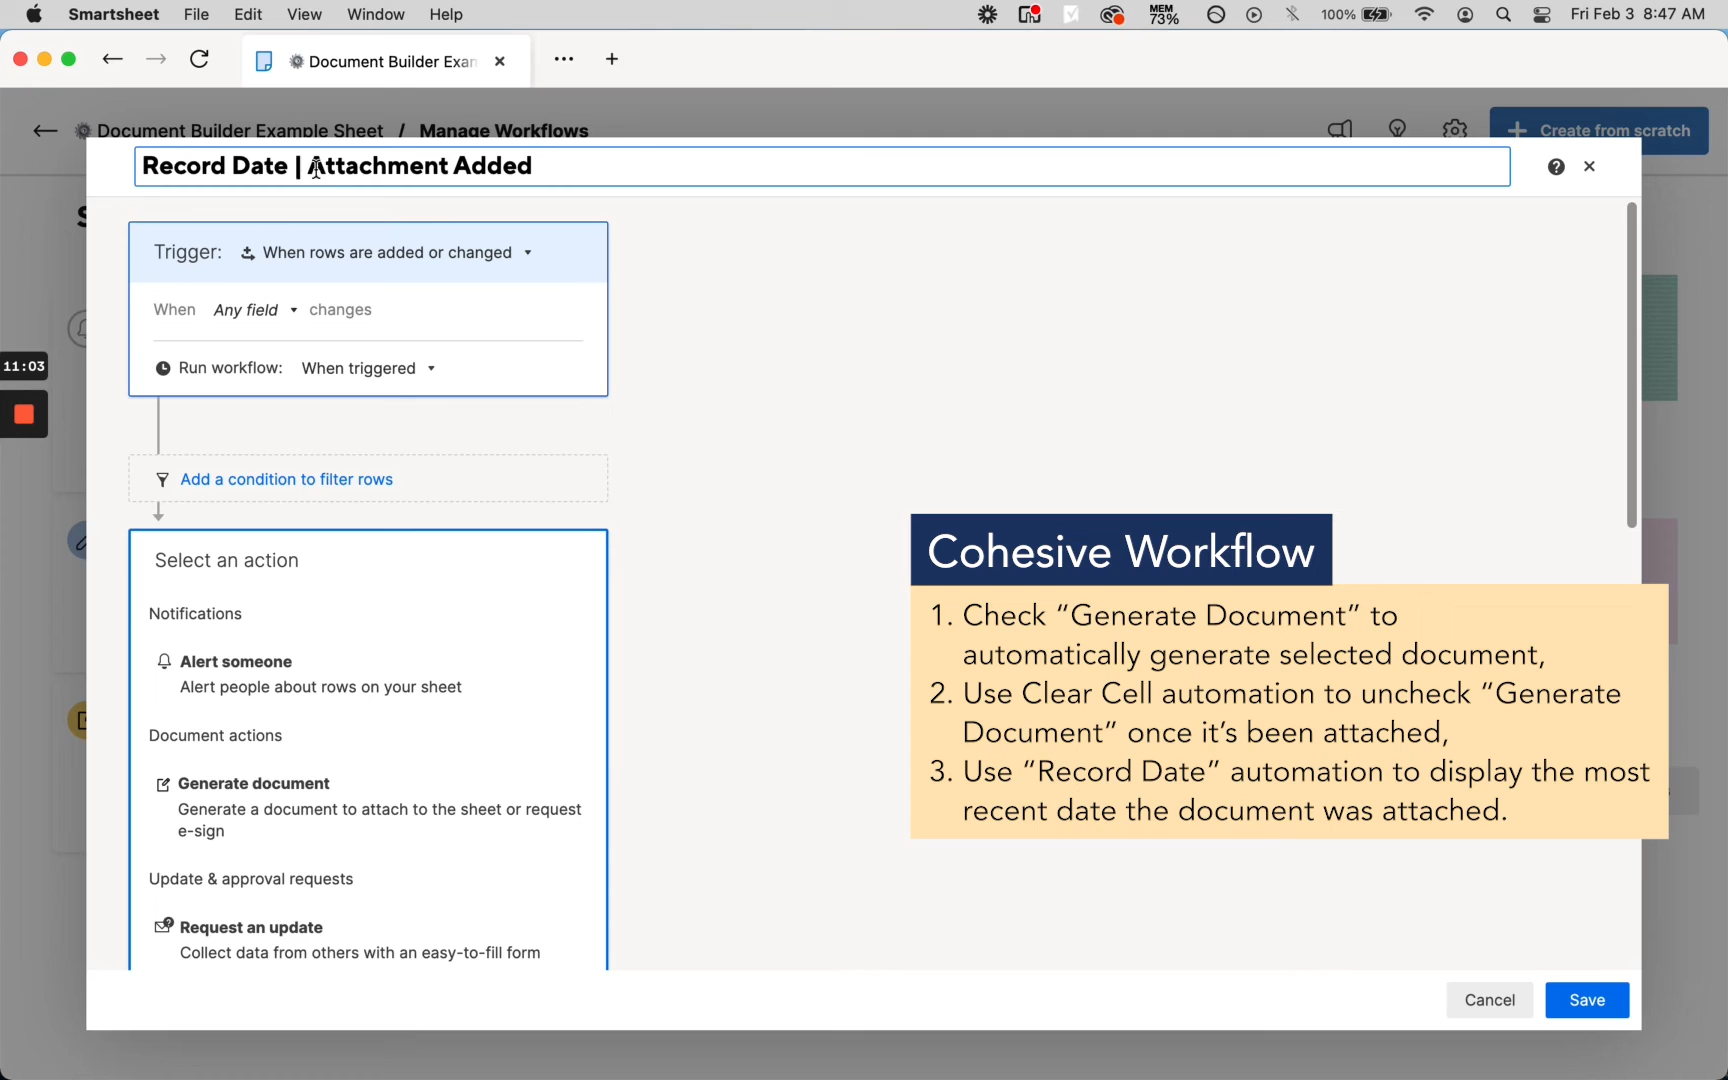 Smartsheet File Edit View Window Help MEM 73% 100% Fri Feb 3 8:47 AM
Document Builder Exan
Document Builder Example Sheet / Manage Workflows
Create from scratch
Record Date | Attachment Added
S
Trigger: When rows are added or changed
When Any field changes
11:03
Run workflow: When triggered
Add a condition to filter rows
Select an action
Notifications
Alert someone
Alert people about rows on your sheet
Document actions
Generate document
Generate a document to attach to the sheet or request
e-sign
Update & approval requests
Request an update
Collect data from others with an easy-to-fill form
Cohesive Workflow
1. Check “Generate Document” to
automatically generate selected document,
2. Use Clear Cell automation to uncheck “Generate
Document” once it’s been attached,
3. Use “Record Date” automation to display the most
recent date the document was attached.
Cancel Save